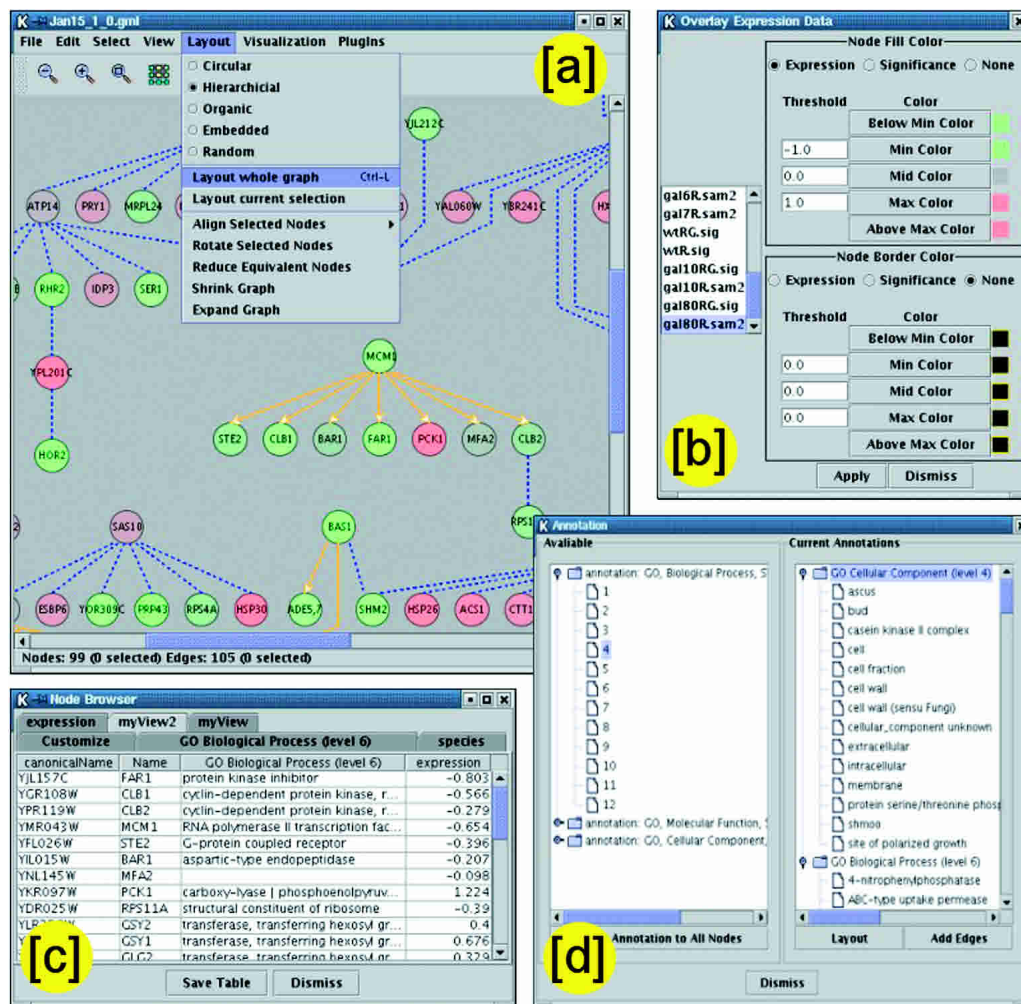 Jan15_1_0.gml
File Edit Select View Layout Visualization PlugIns
Circular
Hierarchicial
Organic
Embedded
Random
Layout whole graph Ctrl-L
Layout current selection
Align Selected Nodes
Rotate Selected Nodes
Reduce Equivalent Nodes
Shrink Graph
Expand Graph
[a]
YJL212C
ATP14 PRY1 MRPL24 YAL060W YBR241C
RHR2 IDP3 SER1
YPL201C
MCM1
STE2 CLB1 BAR1 FAR1 PCK1 MFA2 CLB2
HOR2
SAS10 BAS1
ESBP6 YOR309C PRP43 RPS4A HSP30 ADE5,7 SHM2 HSP26 ACS1 CTT1
Nodes: 99 (0 selected) Edges: 105 (0 selected)
Overlay Expression Data
Node Fill Color
Expression Significance None
Threshold Color
Below Min Color
-1.0 Min Color
0.0 Mid Color
1.0 Max Color
Above Max Color
gal6R.sam2
gal7R.sam2
wtRG.sig
wtR.sig
gal10RG.sig
gal10R.sam2
gal80RG.sig
gal80R.sam2
Node Border Color
Expression Significance None
Threshold Color
Below Min Color
0.0 Min Color
0.0 Mid Color
0.0 Max Color
Above Max Color
Apply Dismiss
[b]
Node Browser
expression myView2 myView
Customize GO Biological Process (level 6) species
canonicalName Name GO Biological Process (level 6) expression
YJL157C FAR1 protein kinase inhibitor -0.803
YGR108W CLB1 cyclin-dependent protein kinase, r... -0.566
YPR119W CLB2 cyclin-dependent protein kinase, r... -0.279
YMR043W MCM1 RNA polymerase II transcription fac... -0.654
YFL026W STE2 G-protein coupled receptor -0.396
YIL015W BAR1 aspartic-type endopeptidase -0.207
YNL145W MFA2 -0.098
YKR097W PCK1 carboxy-lyase | phosphoenolpyruv... 1.224
YDR025W RPS11A structural constituent of ribosome -0.39
GSY2 transferase, transferring hexosyl gr... 0.4
GSY1 transferase, transferring hexosyl gr... 0.676
GLG2 transferase, transferring hexosyl gr 0.329
Save Table Dismiss
[c]
Annotation
Avaliable
annotation: GO, Biological Process, S
1
2
3
4
5
6
7
8
9
10
11
12
annotation: GO, Molecular Function, S
annotation: GO, Cellular Component,
Annotation to All Nodes
Current Annotations
GO Cellular Component (level 4)
ascus
bud
casein kinase II complex
cell
cell fraction
cell wall
cell wall (sensu Fungi)
cellular_component unknown
extracellular
intracellular
membrane
protein serine/threonine phosp
shmoo
site of polarized growth
GO Biological Process (level 6)
4-nitrophenylphosphatase
ABC-type uptake permease
Layout Add Edges
Dismiss
[d]